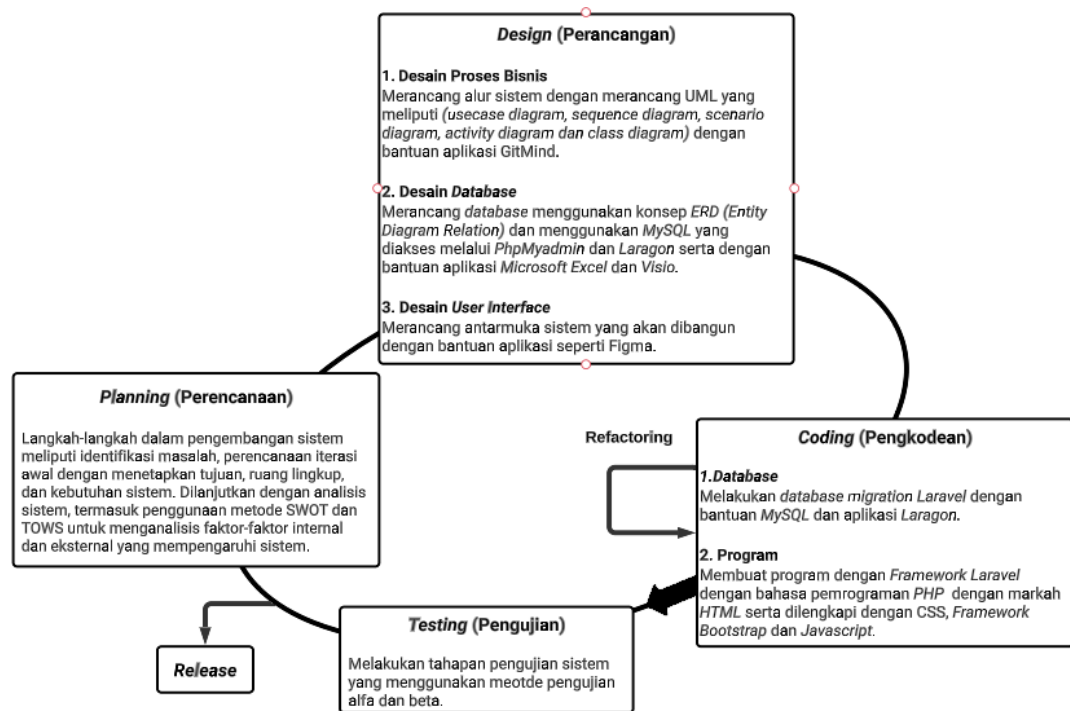 Design (Perancangan)
1. Desain Proses Bisnis
Merancang alur sistem dengan merancang UML yang
meliputi (usecase diagram, sequence diagram, scenario
diagram, activity diagram dan class diagram) dengan
bantuan aplikasi GitMind.
2. Desain Database
Merancang database menggunakan konsep ERD (Entity
Diagram Relation) dan menggunakan MySQL yang
diakses melalui PhpMyadmin dan Laragon serta dengan
bantuan aplikasi Microsoft Excel dan Visio.
3. Desain User Interface
Merancang antarmuka sistem yang akan dibangun
dengan bantuan aplikasi seperti Figma.
Planning (Perencanaan)
Langkah-langkah dalam pengembangan sistem
meliputi identifikasi masalah, perencanaan iterasi
awal dengan menetapkan tujuan, ruang lingkup,
dan kebutuhan sistem. Dilanjutkan dengan analisis
sistem, termasuk penggunaan metode SWOT dan
TOWS untuk menganalisis faktor-faktor internal
dan eksternal yang mempengaruhi sistem.
Refactoring
Coding (Pengkodean)
1.Database
Melakukan database migration Laravel dengan
bantuan MySQL dan aplikasi Laragon.
2. Program
Membuat program dengan Framework Laravel
dengan bahasa pemrograman PHP dengan markah
HTML serta dilengkapi dengan CSS, Framework
Bootstrap dan Javascript.
Testing (Pengujian)
Melakukan tahapan pengujian sistem
yang menggunakan meotde pengujian
alfa dan beta.
Release